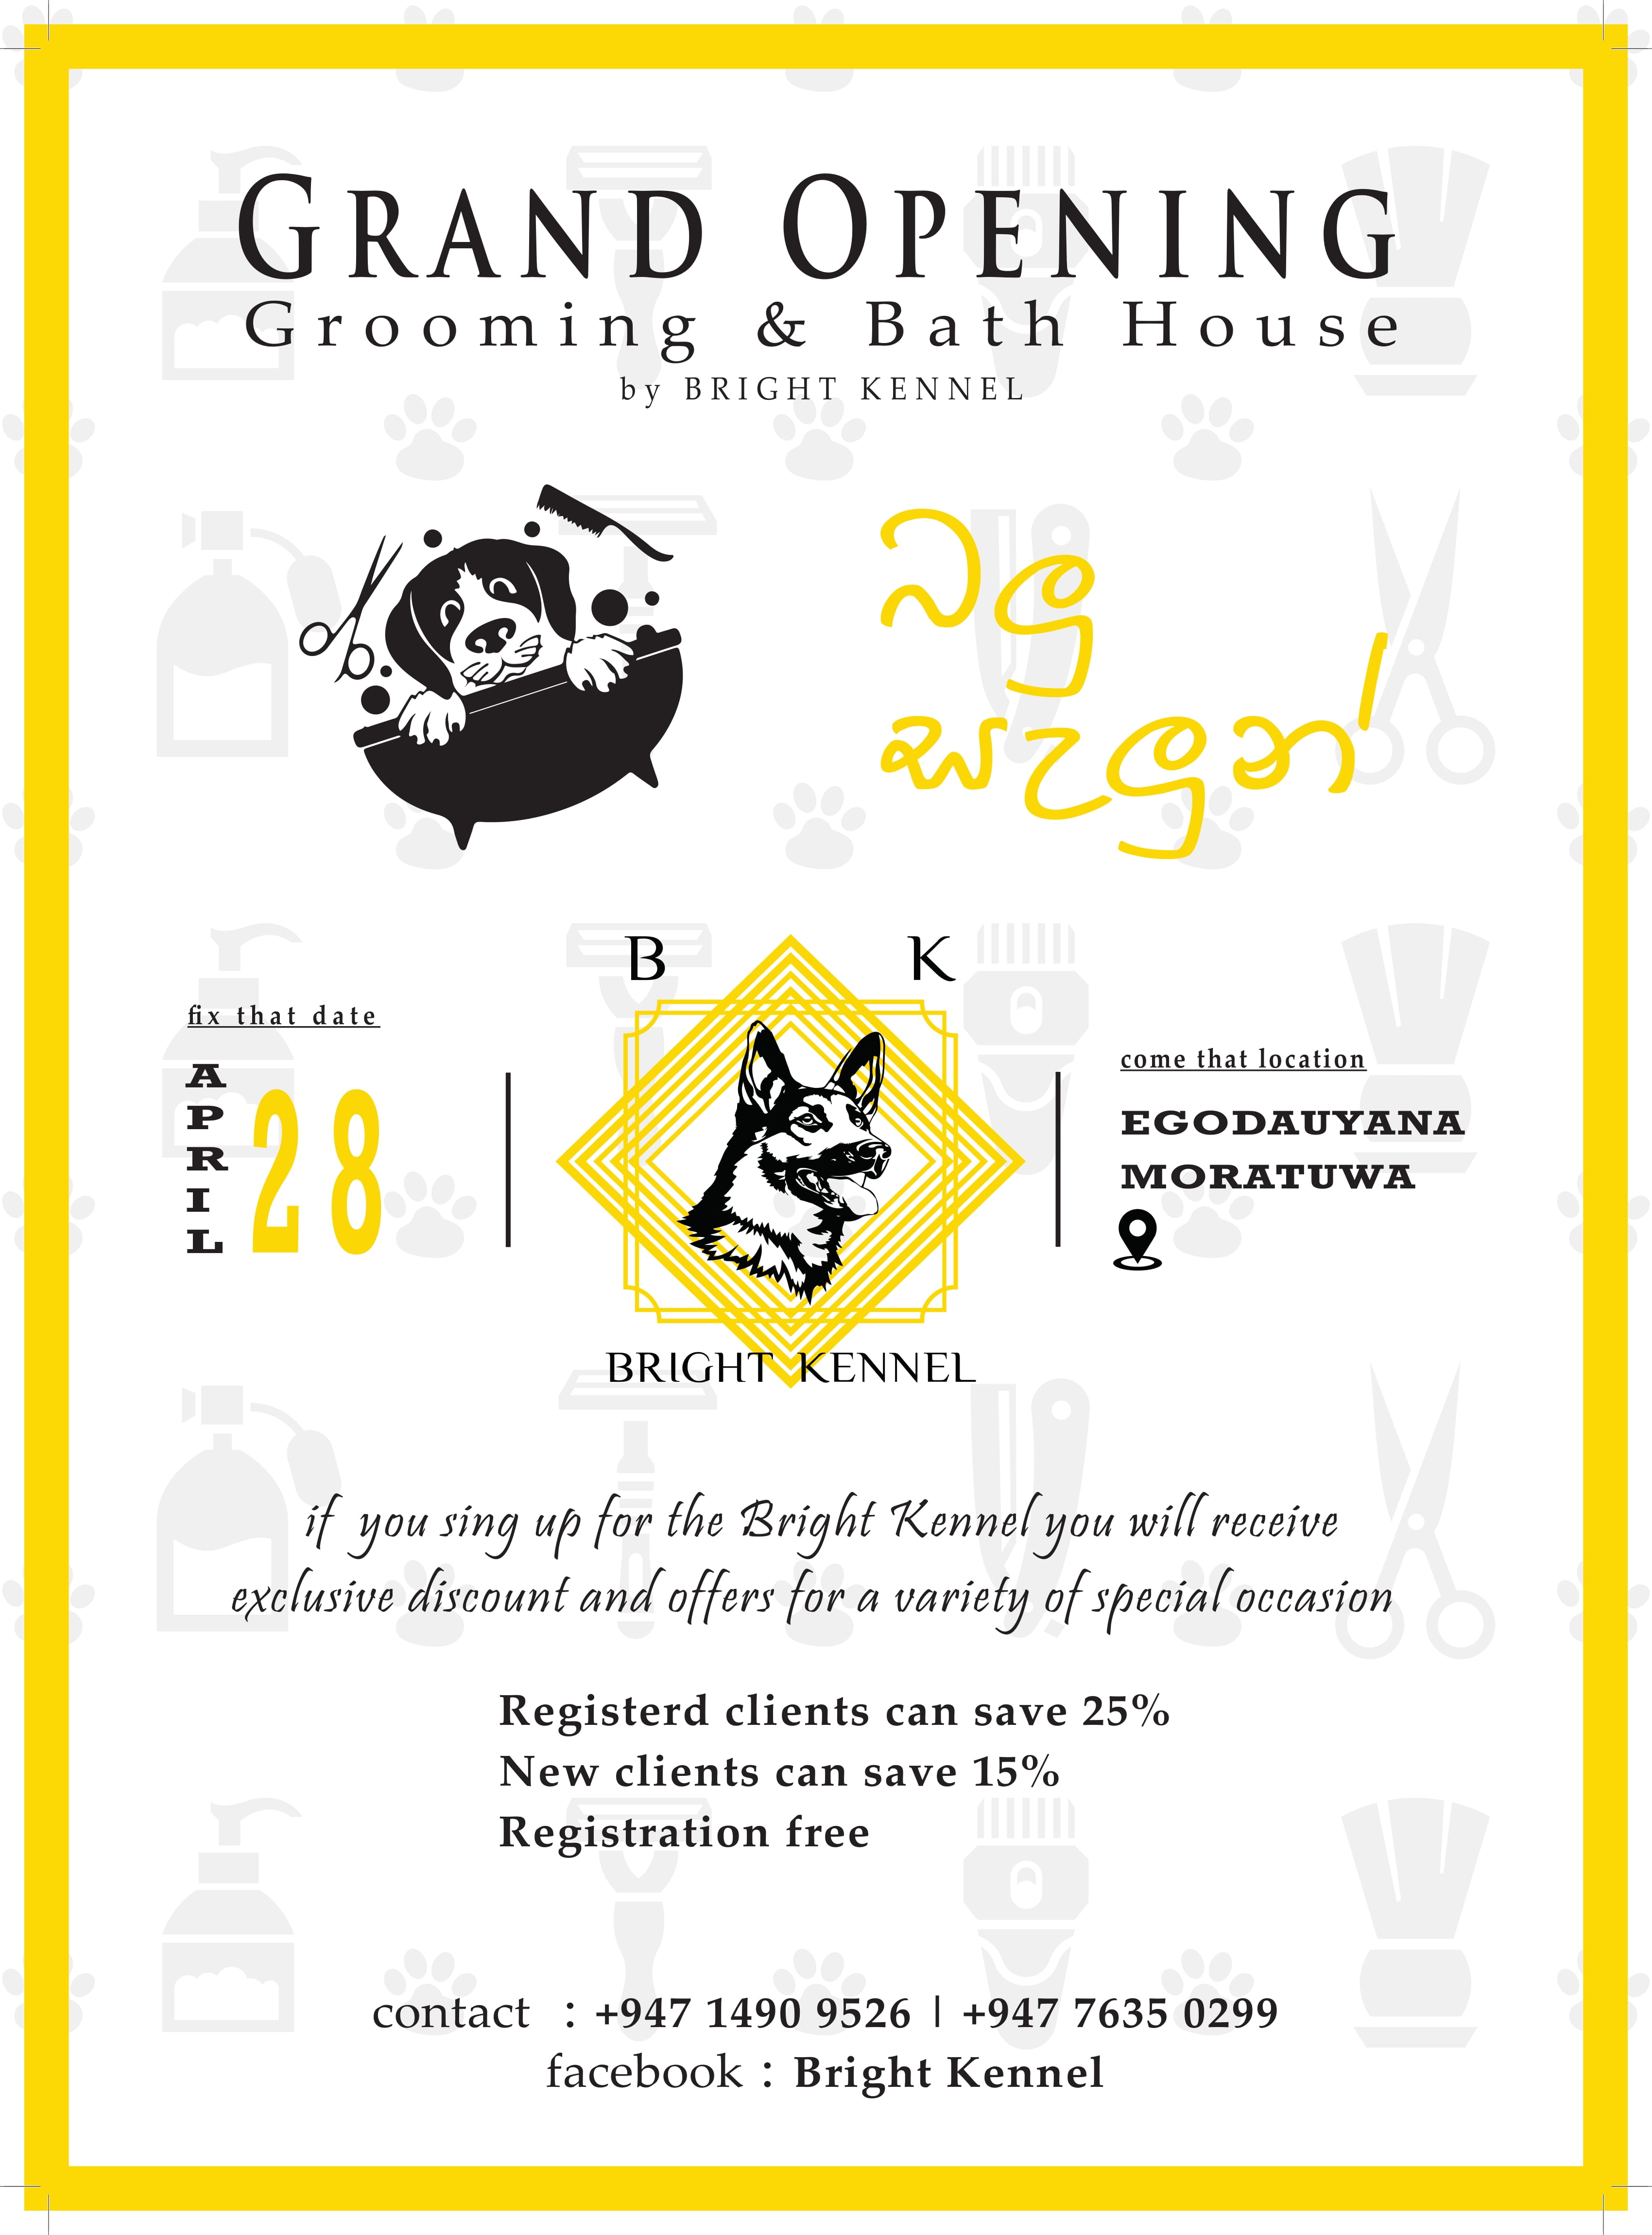 GRAND OPENING
Grooming & Bath House
by BRIGHT KENNEL
බලු
සැලුන්
B K
fix that date
APRIL
28
come that location
EGODAUYANA
MORATUWA
BRIGHT KENNEL
if you sing up for the Bright Kennel you will receive
exclusive discount and offers for a variety of special occasion
Registerd clients can save 25%
New clients can save 15%
Registration free
contact : +947 1490 9526 | +947 7635 0299
facebook : Bright Kennel